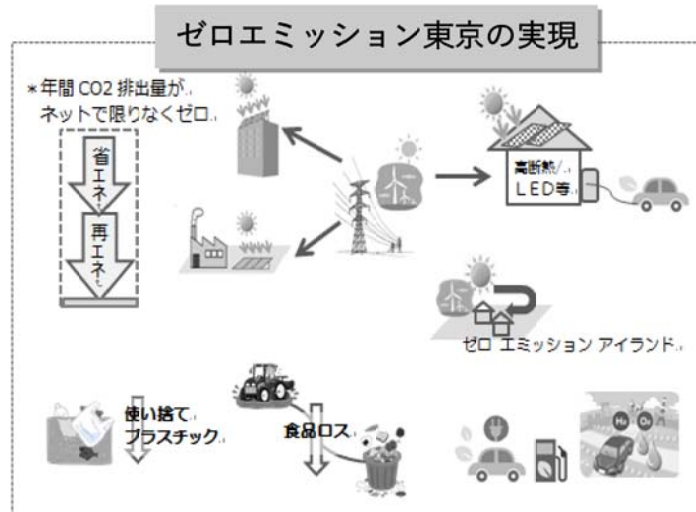 ゼロエミッション東京の実現
＊年間 CO2 排出量が
ネットで限りなくゼロ
省エネ
再エネ
高断熱/
LED等
ゼロ エミッション アイランド
使い捨て
プラスチック
食品ロス
H₂
O₂